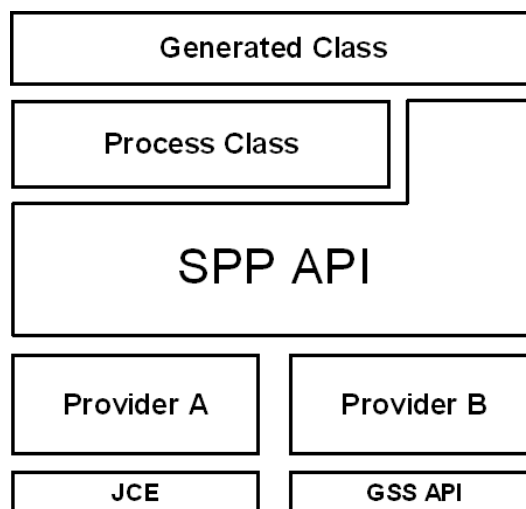 Generated Class
Process Class
SPP API
Provider A
Provider B
JCE
GSS API